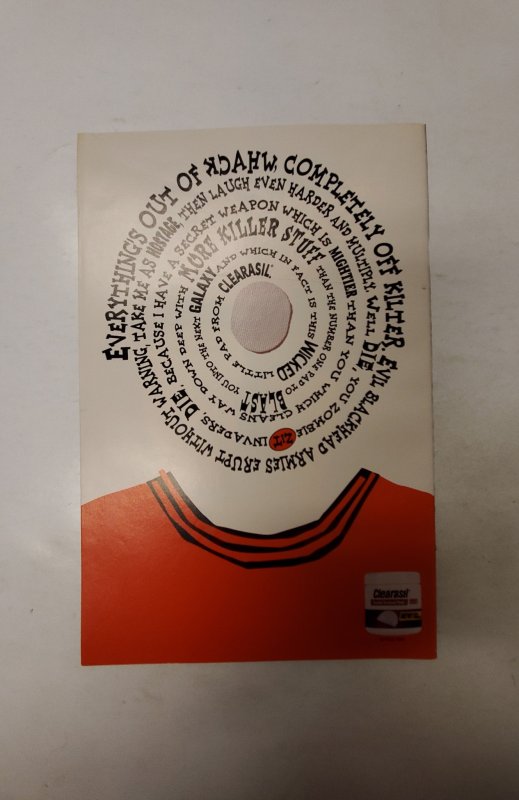 EVERYTHING'S OUT OF WHACK, COMPLETELY OFF KILTER. EVIL BLACKHEAD ARMIES ERUPT WITHOUT WARNING, TAKE ME AS HOSTAGE, THEN LAUGH EVEN HARDER AND MULTIPLY. WELL DIE, YOU ZOMBIE ZIT INVADERS, DIE, BECAUSE I HAVE A SECRET WEAPON WHICH IS MIGHTIER THAN YOU WHICH CLEANS WAY DOWN DEEP WITH MORE KILLER STUFF THAN THE NUMBER ONE PAD TO BLAST YOU INTO THE NEXT GALAXY AND WHICH IN FACT IS THIS WICKED LITTLE PAD FROM CLEARASIL.
Clearasil